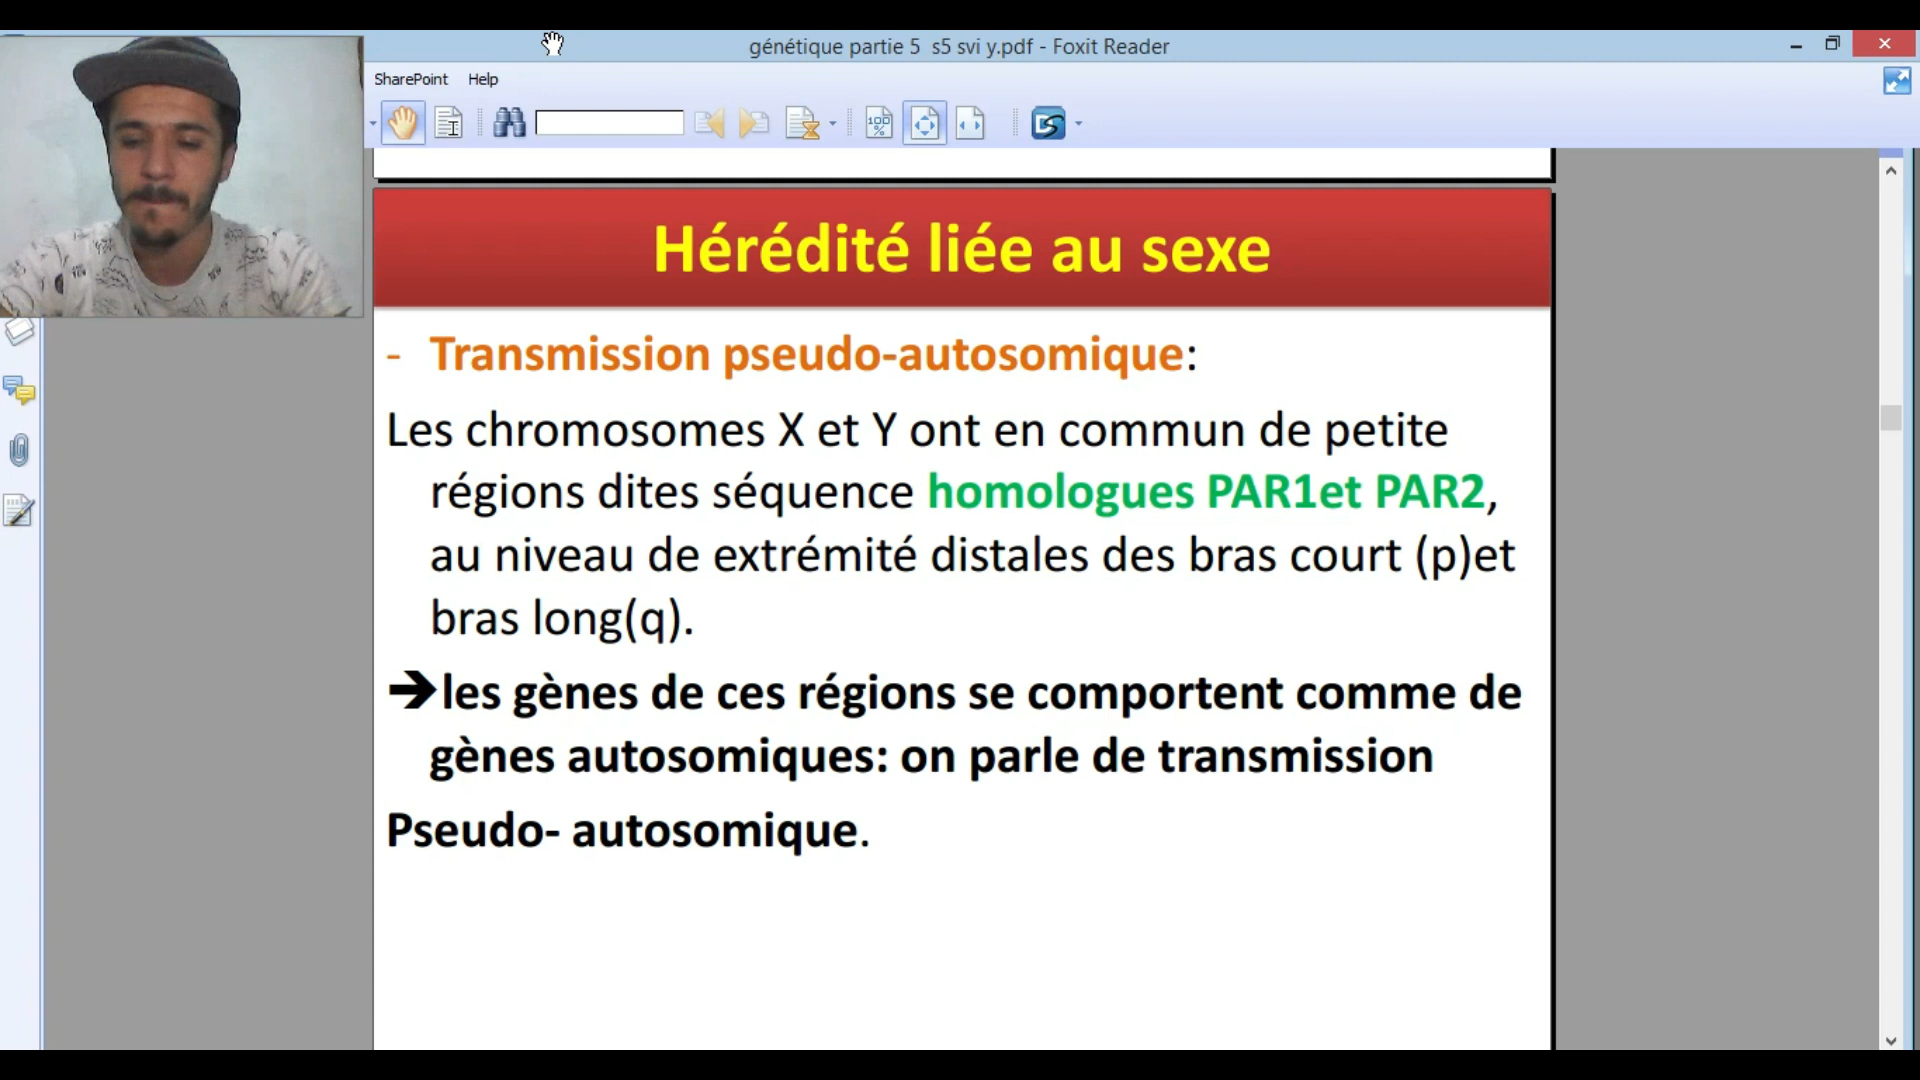 génétique partie 5  s5 svi y.pdf - Foxit Reader
SharePoint Help
100 %
Hérédité liée au sexe
- Transmission pseudo-autosomique:
Les chromosomes X et Y ont en commun de petite
régions dites séquence homologues PAR1et PAR2,
au niveau de extrémité distales des bras court (p)et
bras long(q).
➔les gènes de ces régions se comportent comme de
gènes autosomiques: on parle de transmission
Pseudo- autosomique.